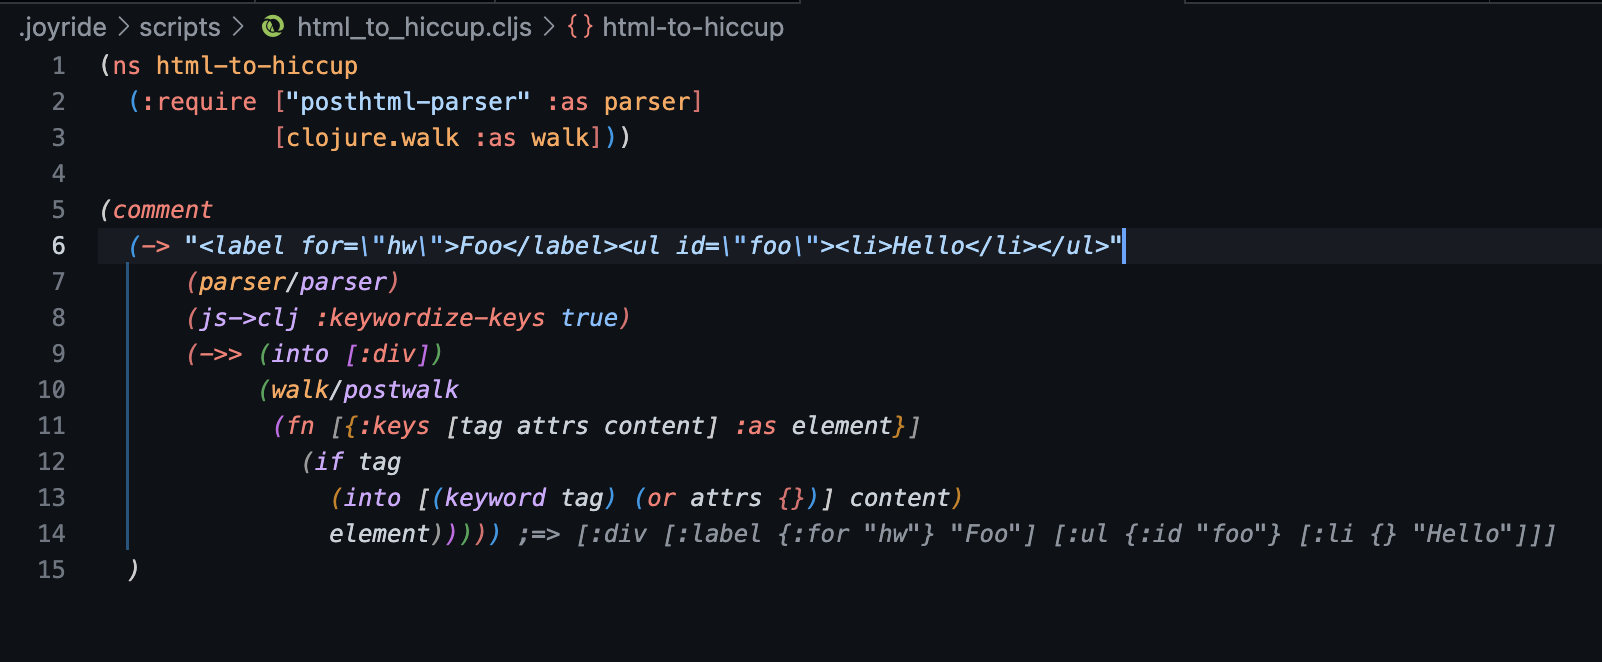 .joyride > scripts > html_to_hiccup.cljs > {} html-to-hiccup
1 (ns html-to-hiccup
2   (:require ["posthtml-parser" :as parser]
3             [clojure.walk :as walk]))
4
5 (comment
6   (-> "<label for=\"hw\">Foo</label><ul id=\"foo\"><li>Hello</li></ul>"
7       (parser/parser)
8       (js->clj :keywordize-keys true)
9       (->> (into [:div])
10            (walk/postwalk
11             (fn [{:keys [tag attrs content] :as element}]
12               (if tag
13                 (into [(keyword tag) (or attrs {})] content)
14                 element))))) ;=> [:div [:label {:for "hw"} "Foo"] [:ul {:id "foo"} [:li {} "Hello"]]]
15   )